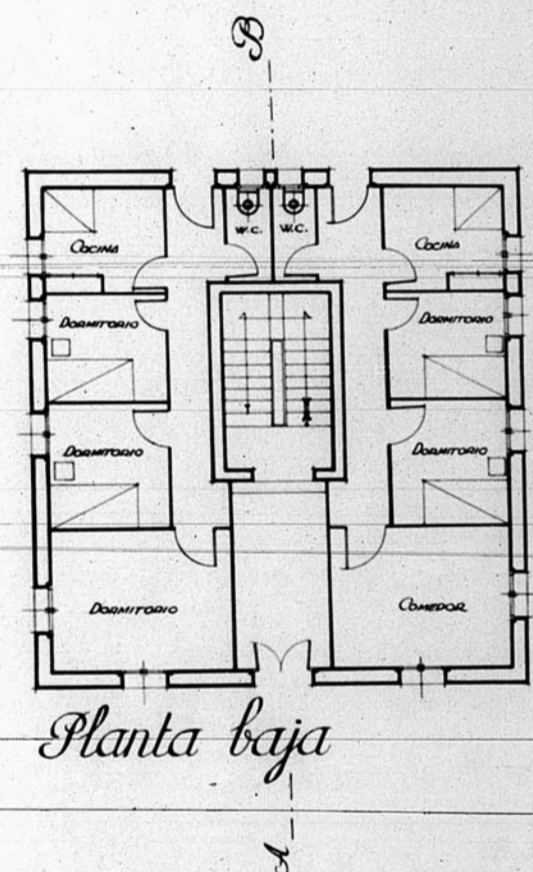 B
W.C. W.C.
COCINA COCINA
DORMITORIO DORMITORIO
DORMITORIO DORMITORIO
DORMITORIO COMEDOR
Planta baja
A